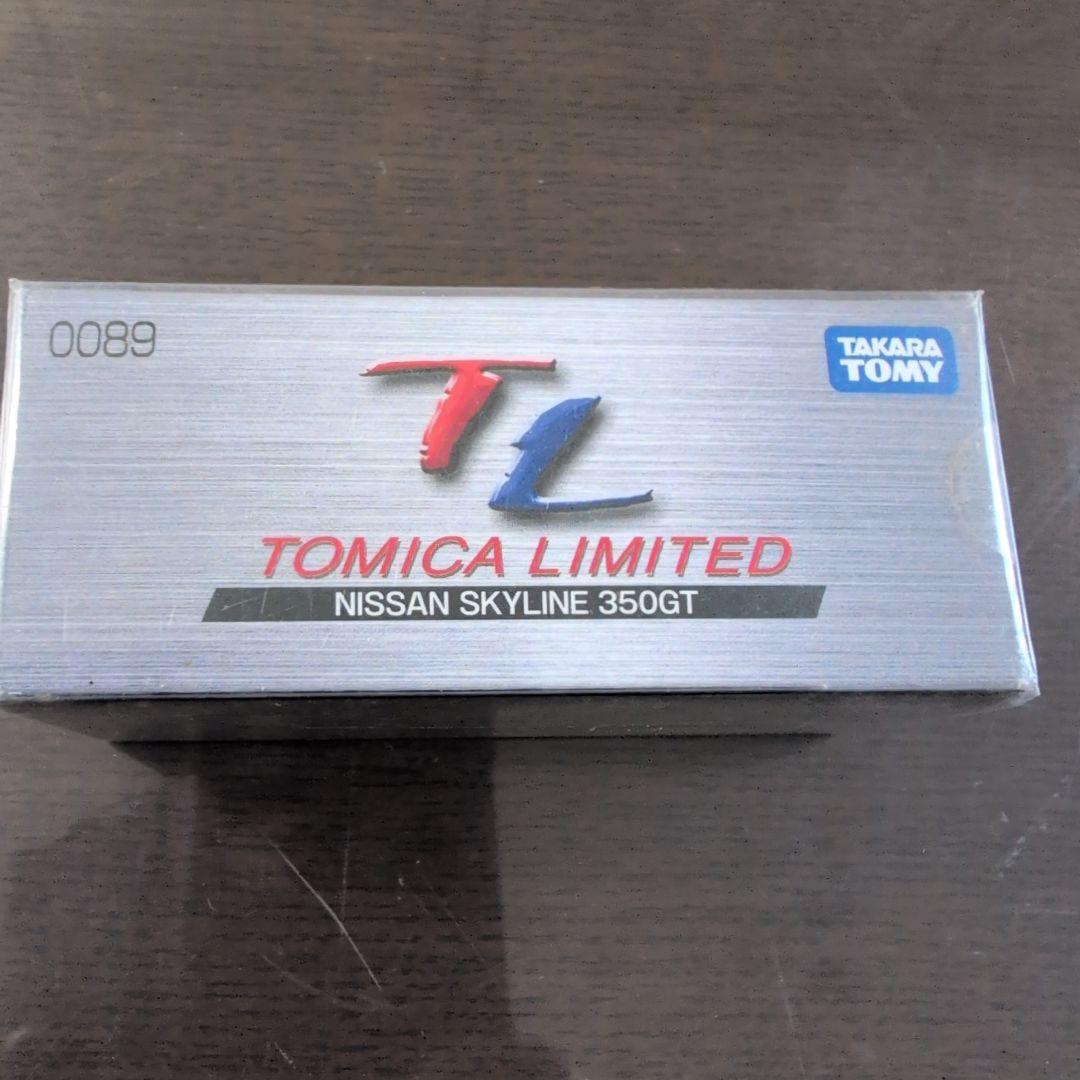 0089
TAKARA
TOMY
TL
TOMICA LIMITED
NISSAN SKYLINE 350GT